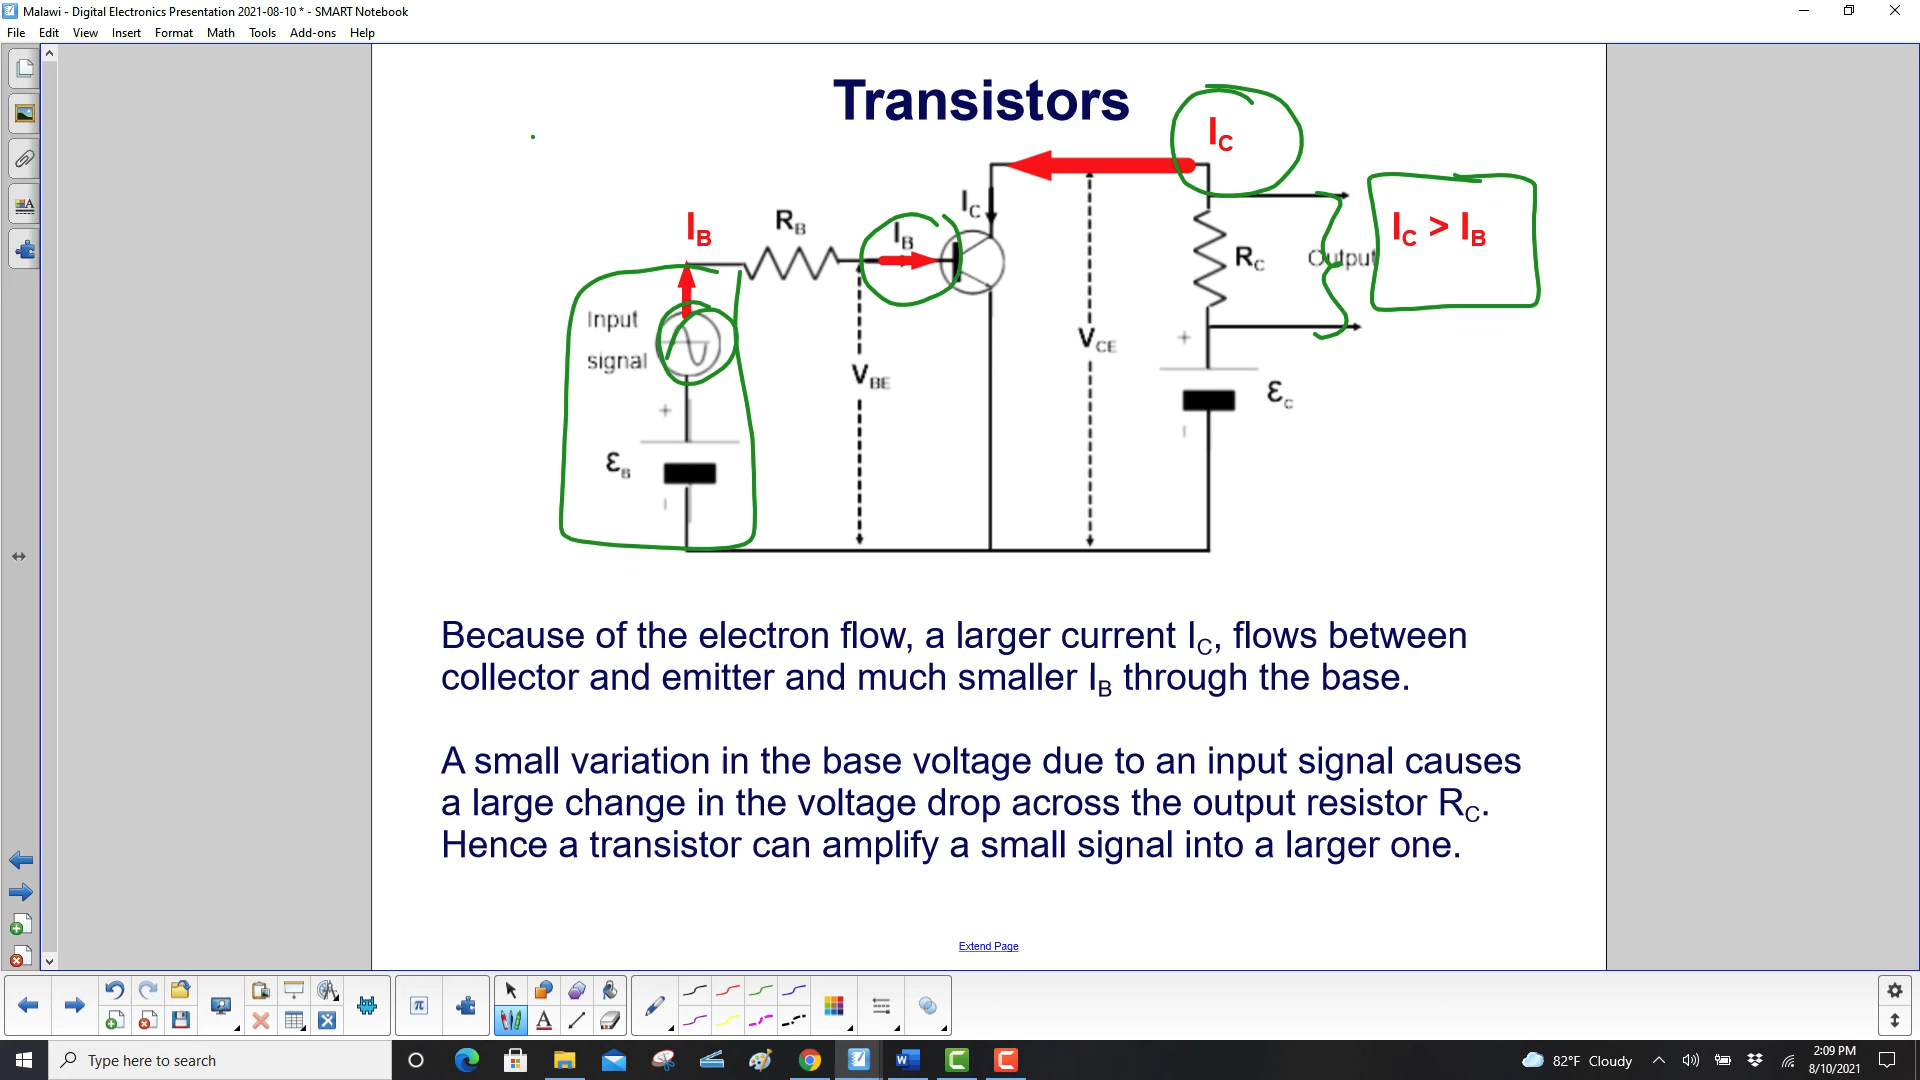 Malawi - Digital Electronics Presentation 2021-08-10 * - SMART Notebook
File Edit View Insert Format Math Tools Add-ons Help
Transistors
IC
IC
IB
RB
IB
IC > IB
RC
Output
Input
signal
+
VCE
+
VBE
εC
εB
Because of the electron flow, a larger current IC, flows between
collector and emitter and much smaller IB through the base.
A small variation in the base voltage due to an input signal causes
a large change in the voltage drop across the output resistor RC.
Hence a transistor can amplify a small signal into a larger one.
Extend Page
π
A
Type here to search
82°F Cloudy
2:09 PM
8/10/2021